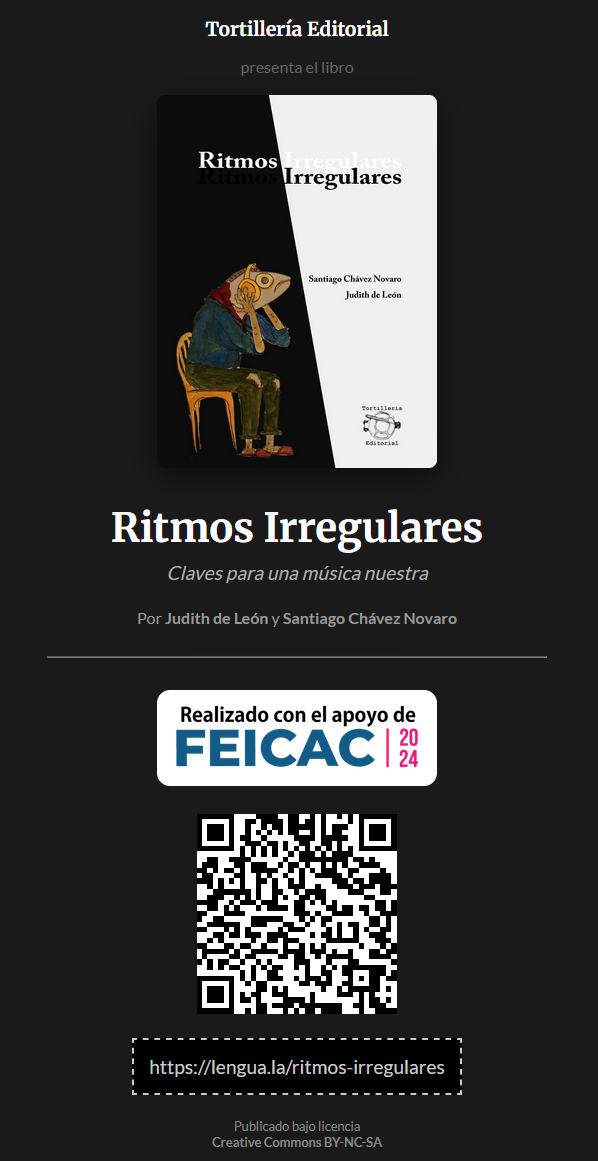 Tortillería Editorial
presenta el libro
Ritmos Irregulares
Ritmos Irregulares
Santiago Chávez Novaro
Judith de León
Tortillería
Editorial
Ritmos Irregulares
Claves para una música nuestra
Por Judith de León y Santiago Chávez Novaro
Realizado con el apoyo de
FEICAC | 20
24
https://lengua.la/ritmos-irregulares
Publicado bajo licencia
Creative Commons BY-NC-SA